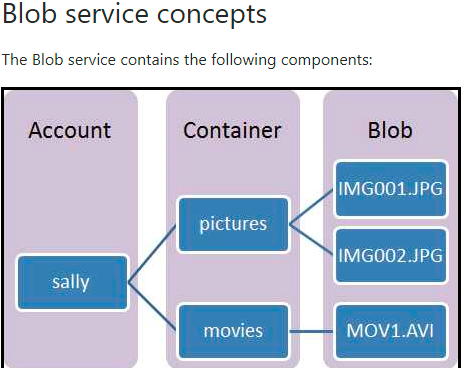 Blob service concepts
The Blob service contains the following components:
Account Container Blob
IMG001.JPG
pictures
IMG002.JPG
sally
movies MOV1.AVI